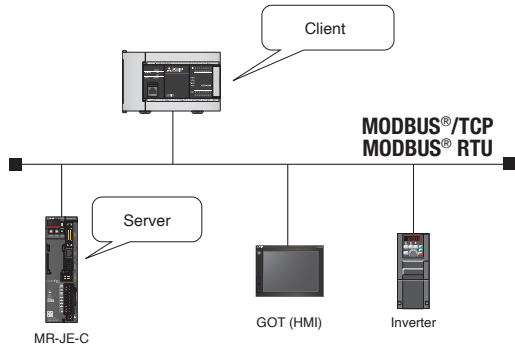 Client
MODBUS®/TCP
MODBUS® RTU
Server
GOT (HMI)
Inverter
MR-JE-C